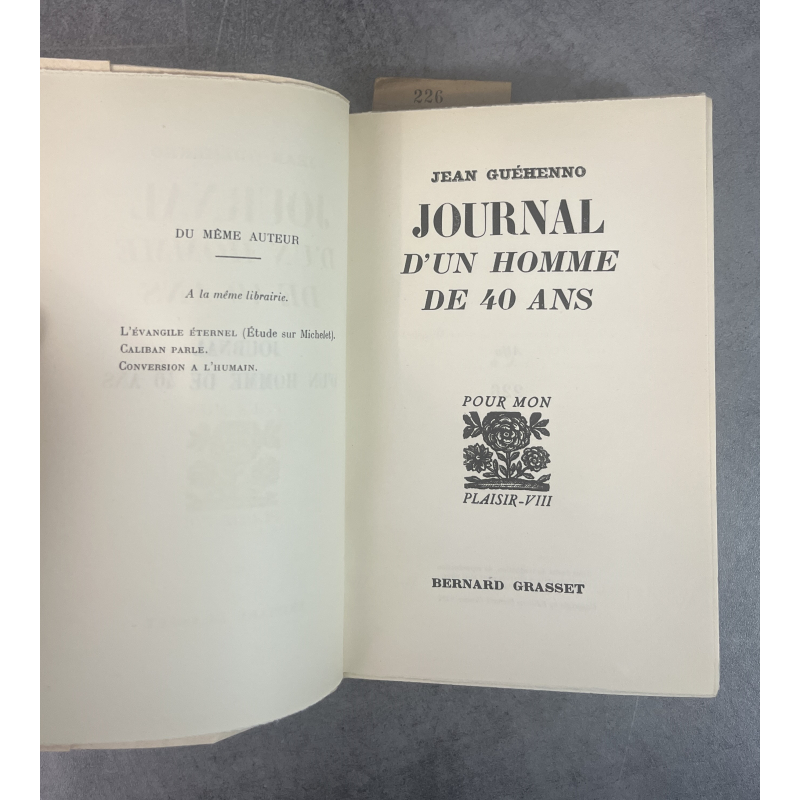 226
DU MÊME AUTEUR
A la même librairie.
L'ÉVANGILE ÉTERNEL (Étude sur Michelet).
CALIBAN PARLE.
CONVERSION A L'HUMAIN.
JEAN GUÉHENNO
JOURNAL
D'UN HOMME
DE 40 ANS
POUR MON
PLAISIR-VIII
BERNARD GRASSET